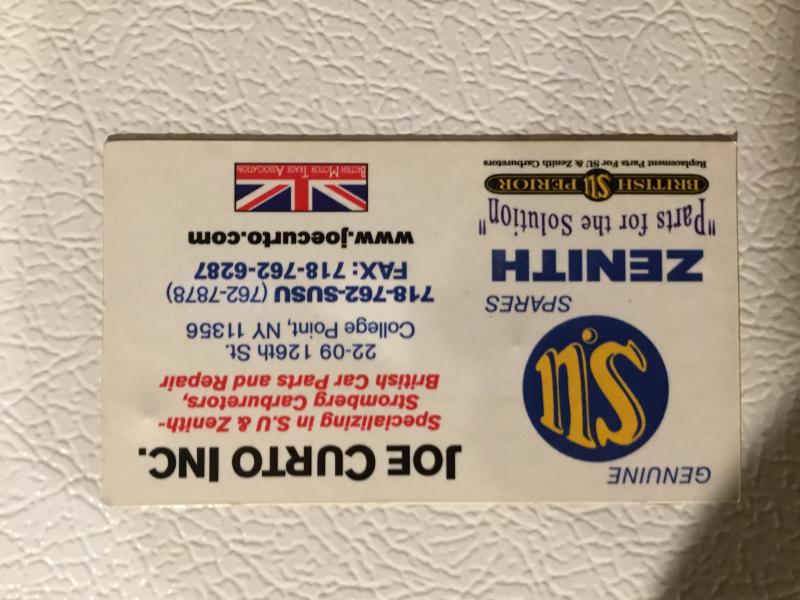 GENUINE
S.U
SPARES
ZENITH
"Parts for the Solution"
BRITISH SU PERIOR
Replacement Parts For SU & Zenith Carburetors
JOE CURTO INC.
Specializing in S.U & Zenith-
Stromberg Carburetors,
British Car Parts and Repair
22-09 126th St.
College Point, NY 11356
718-762-SUSU (762-7878)
FAX: 718-762-6287
www.joecurto.com
BRITISH MOTOR TRADE ASSOCIATION